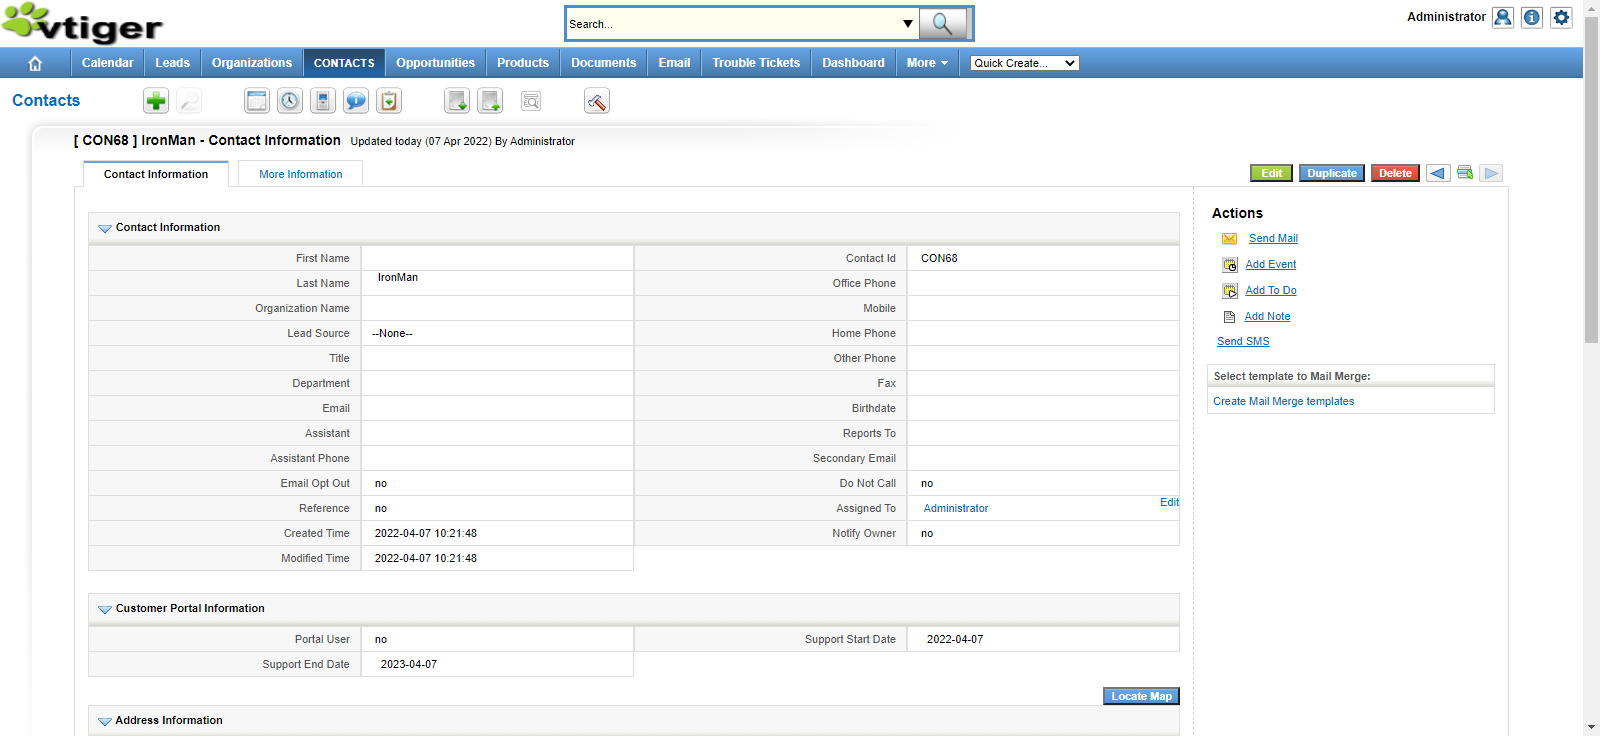 vtiger
Search...
Administrator
Calendar Leads Organizations CONTACTS Opportunities Products Documents Email Trouble Tickets Dashboard More Quick Create...
Contacts
[ CON68 ] IronMan - Contact Information Updated today (07 Apr 2022) By Administrator
Contact Information More Information Edit Duplicate Delete
Contact Information
First Name Contact Id CON68
Last Name IronMan Office Phone
Organization Name Mobile
Lead Source --None-- Home Phone
Title Other Phone
Department Fax
Email Birthdate
Assistant Reports To
Assistant Phone Secondary Email
Email Opt Out no Do Not Call no
Reference no Assigned To Administrator Edit
Created Time 2022-04-07 10:21:48 Notify Owner no
Modified Time 2022-04-07 10:21:48
Customer Portal Information
Portal User no Support Start Date 2022-04-07
Support End Date 2023-04-07
Locate Map
Address Information
Actions
Send Mail
Add Event
Add To Do
Add Note
Send SMS
Select template to Mail Merge:
Create Mail Merge templates